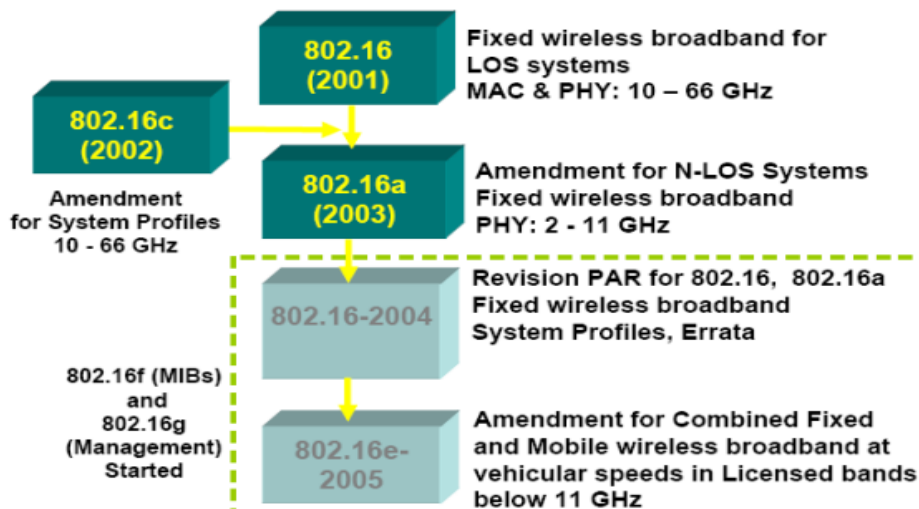 802.16
(2001)
Fixed wireless broadband for
LOS systems
MAC & PHY: 10 – 66 GHz
802.16c
(2002)
Amendment
for System Profiles
10 - 66 GHz
802.16a
(2003)
Amendment for N-LOS Systems
Fixed wireless broadband
PHY: 2 - 11 GHz
802.16-2004
Revision PAR for 802.16, 802.16a
Fixed wireless broadband
System Profiles, Errata
802.16f (MIBs)
and
802.16g
(Management)
Started
802.16e-
2005
Amendment for Combined Fixed
and Mobile wireless broadband at
vehicular speeds in Licensed bands
below 11 GHz